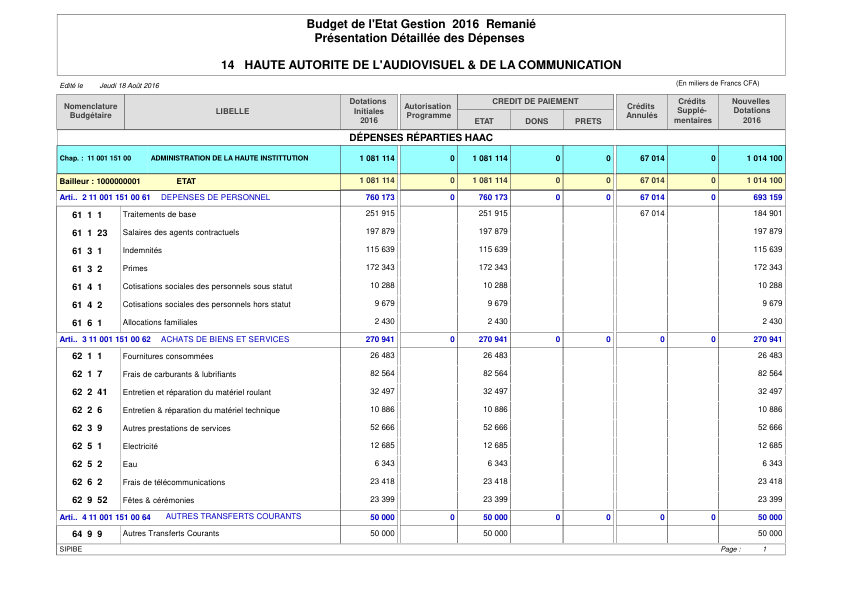 Budget de l'Etat Gestion 2016 Remanié
Présentation Détaillée des Dépenses
14 HAUTE AUTORITE DE L'AUDIOVISUEL & DE LA COMMUNICATION
Edité le Jeudi 18 Août 2016 (En miliers de Francs CFA)
Nomenclature Budgétaire LIBELLE Dotations Initiales 2016 Autorisation Programme CREDIT DE PAIEMENT ETAT DONS PRETS Crédits Annulés Crédits Supplé-mentaires Nouvelles Dotations 2016
DÉPENSES RÉPARTIES HAAC
Chap. : 11 001 151 00 ADMINISTRATION DE LA HAUTE INSTITTUTION 1 081 114 0 1 081 114 0 0 67 014 0 1 014 100
Bailleur : 1000000001 ETAT 1 081 114 0 1 081 114 0 0 67 014 0 1 014 100
Arti.. 2 11 001 151 00 61 DEPENSES DE PERSONNEL 760 173 0 760 173 0 0 67 014 0 693 159
61 1 1 Traitements de base 251 915 251 915 67 014 184 901
61 1 23 Salaires des agents contractuels 197 879 197 879 197 879
61 3 1 Indemnités 115 639 115 639 115 639
61 3 2 Primes 172 343 172 343 172 343
61 4 1 Cotisations sociales des personnels sous statut 10 288 10 288 10 288
61 4 2 Cotisations sociales des personnels hors statut 9 679 9 679 9 679
61 6 1 Allocations familiales 2 430 2 430 2 430
Arti.. 3 11 001 151 00 62 ACHATS DE BIENS ET SERVICES 270 941 0 270 941 0 0 0 0 270 941
62 1 1 Fournitures consommées 26 483 26 483 26 483
62 1 7 Frais de carburants & lubrifiants 82 564 82 564 82 564
62 2 41 Entretien et réparation du matériel roulant 32 497 32 497 32 497
62 2 6 Entretien & réparation du matériel technique 10 886 10 886 10 886
62 3 9 Autres prestations de services 52 666 52 666 52 666
62 5 1 Electricité 12 685 12 685 12 685
62 5 2 Eau 6 343 6 343 6 343
62 6 2 Frais de télécommunications 23 418 23 418 23 418
62 9 52 Fêtes & cérémonies 23 399 23 399 23 399
Arti.. 4 11 001 151 00 64 AUTRES TRANSFERTS COURANTS 50 000 0 50 000 0 0 0 0 50 000
64 9 9 Autres Transferts Courants 50 000 50 000 50 000
SIPIBE Page : 1